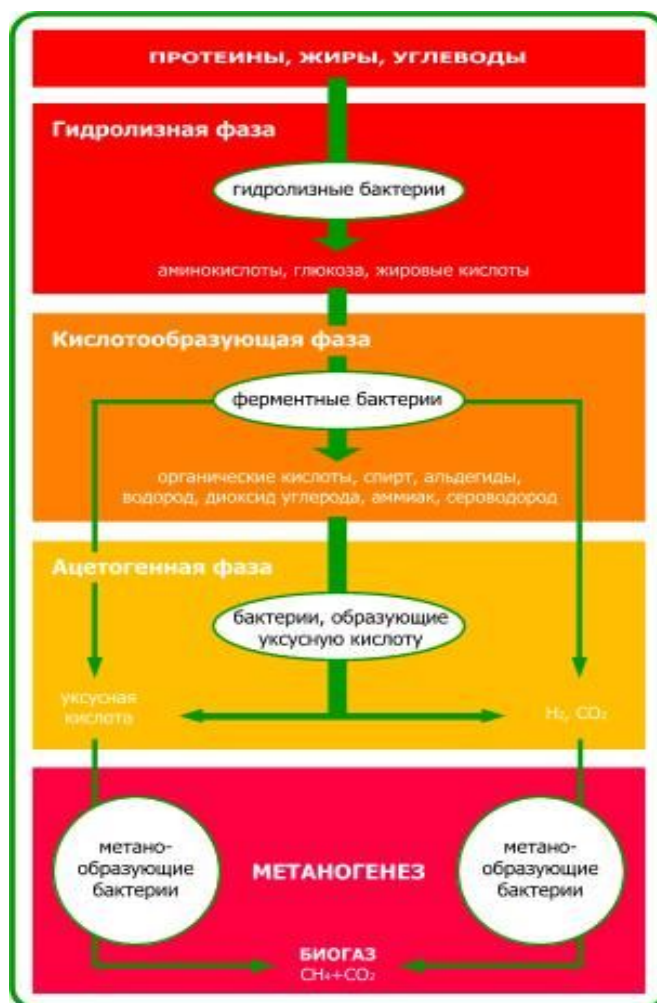 ПРОТЕИНЫ, ЖИРЫ, УГЛЕВОДЫ
Гидролизная фаза
гидролизные бактерии
аминокислоты, глюкоза, жировые кислоты
Кислотообразующая фаза
ферментные бактерии
органические кислоты, спирт, альдегиды,
водород, диоксид углерода, аммиак, сероводород
Ацетогенная фаза
бактерии, образующие
уксусную кислоту
уксусная
кислота
H₂, CO₂
метано-
образующие
бактерии
МЕТАНОГЕНЕЗ
метано-
образующие
бактерии
БИОГАЗ
CH₄+CO₂